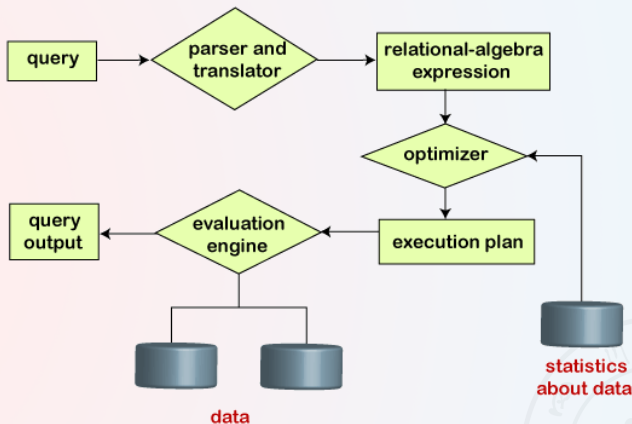 query
parser and
translator
relational-algebra
expression
optimizer
query
output
evaluation
engine
execution plan
statistics
about data
data